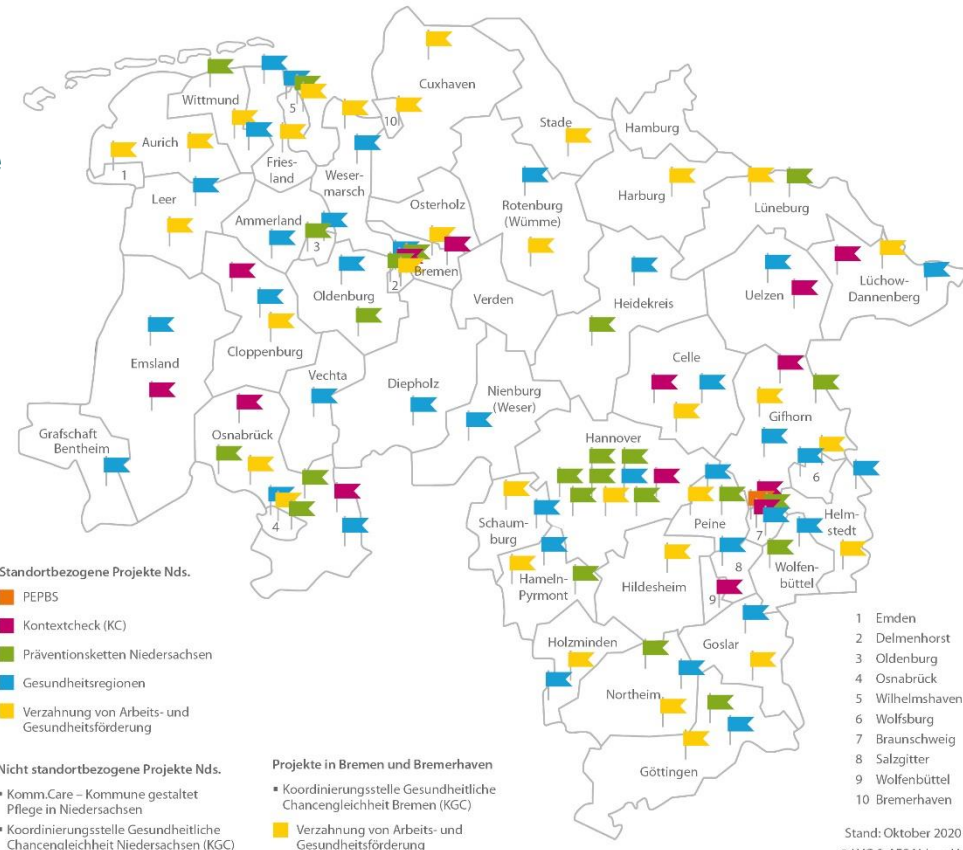 Cuxhaven
Wittmund
5
10
Stade
Hamburg
Aurich
1
Fries-
land
Weser-
marsch
Leer
Osterholz
Rotenburg
(Wümme)
Harburg
Lüneburg
Ammerland
3
Bremen
2
Oldenburg
Verden
Heidekreis
Uelzen
Lüchow-
Dannenberg
Emsland
Cloppenburg
Vechta
Diepholz
Nienburg
(Weser)
Celle
Gifhorn
Grafschaft
Bentheim
Osnabrück
4
Hannover
6
Schaum-
burg
Peine
7
Helm-
stedt
8
Wolfen-
büttel
Hameln-
Pyrmont
Hildesheim
9
Holzminden
Goslar
Northeim
Göttingen
Standortbezogene Projekte Nds.
PEPBS
Kontextcheck (KC)
Präventionsketten Niedersachsen
Gesundheitsregionen
Verzahnung von Arbeits- und
Gesundheitsförderung
Nicht standortbezogene Projekte Nds.
▪ Komm.Care – Kommune gestaltet
Pflege in Niedersachsen
▪ Koordinierungsstelle Gesundheitliche
Chancengleichheit Niedersachsen (KGC)
Projekte in Bremen und Bremerhaven
▪ Koordinierungsstelle Gesundheitliche
Chancengleichheit Bremen (KGC)
Verzahnung von Arbeits- und
Gesundheitsförderung
1 Emden
2 Delmenhorst
3 Oldenburg
4 Osnabrück
5 Wilhelmshaven
6 Wolfsburg
7 Braunschweig
8 Salzgitter
9 Wolfenbüttel
10 Bremerhaven
Stand: Oktober 2020